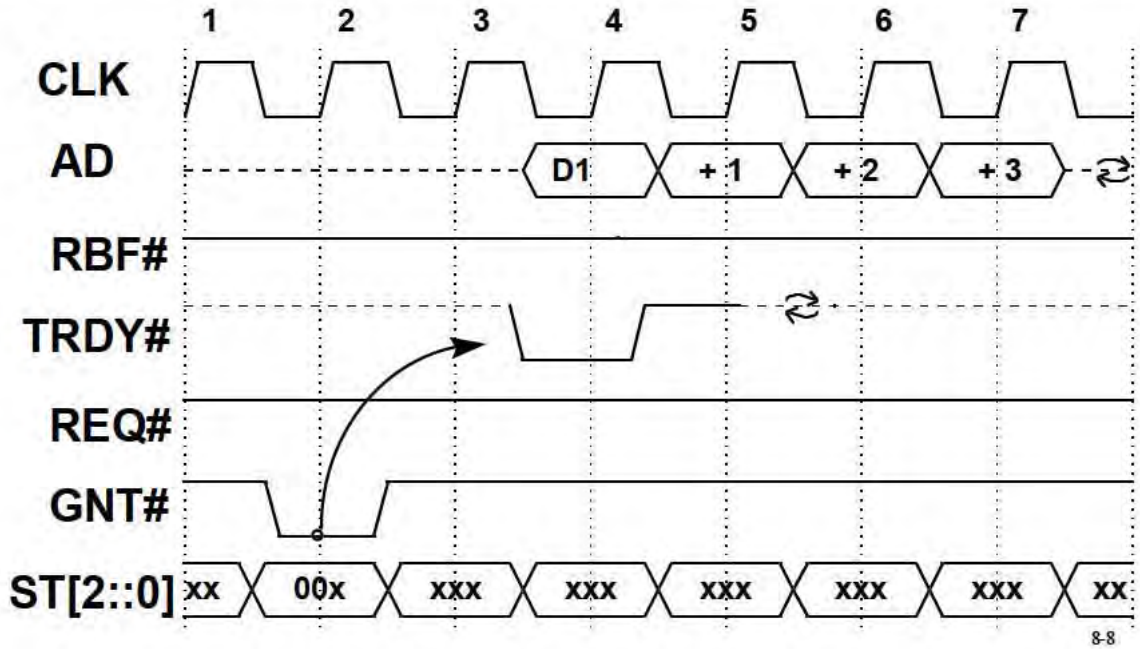 1 2 3 4 5 6 7
CLK
AD D1 + 1 + 2 + 3
RBF#
TRDY#
REQ#
GNT#
ST[2::0] xx 00x xxx xxx xxx xxx xxx xx
8-8